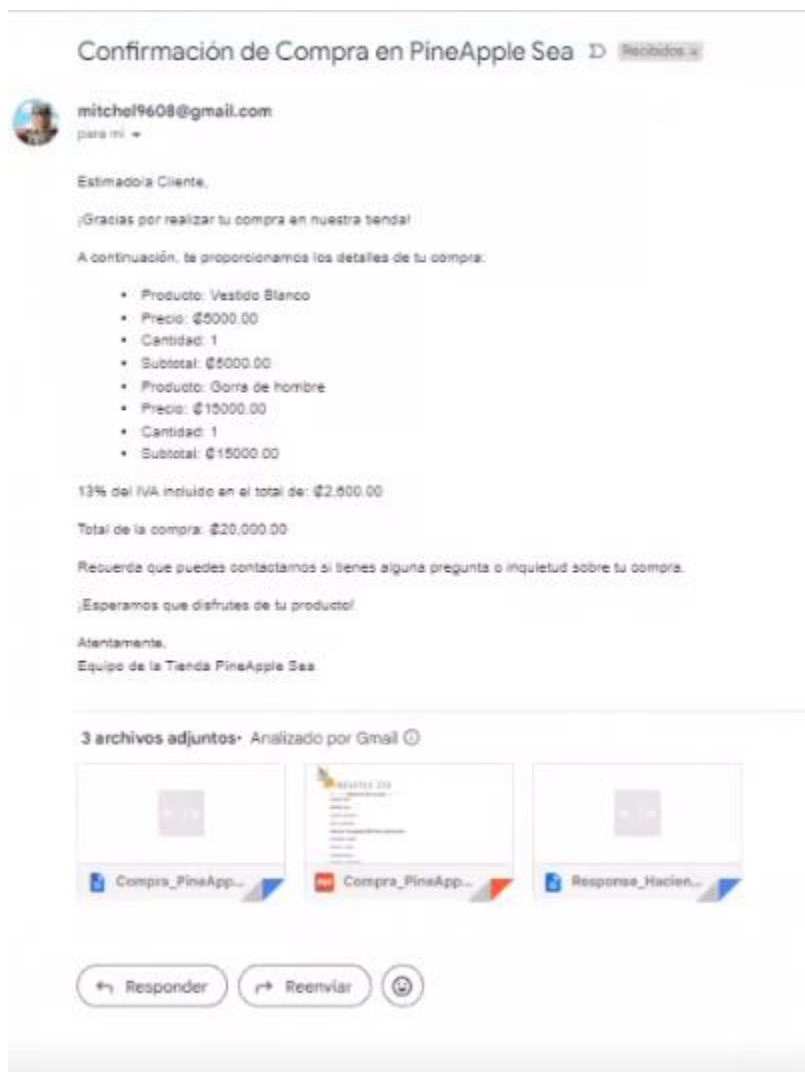 Confirmación de Compra en PineApple Sea Recibidos x
mitchel9608@gmail.com
para mí
Estimado/a Cliente,
¡Gracias por realizar tu compra en nuestra tienda!
A continuación, te proporcionamos los detalles de tu compra:
• Producto: Vestido Blanco
• Precio: ₡5000.00
• Cantidad: 1
• Subtotal: ₡5000.00
• Producto: Gorra de hombre
• Precio: ₡15000.00
• Cantidad: 1
• Subtotal: ₡15000.00
13% del IVA incluido en el total de: ₡2,600.00
Total de la compra: ₡20,000.00
Recuerda que puedes contactarnos si tienes alguna pregunta o inquietud sobre tu compra.
¡Esperamos que disfrutes de tu producto!
Atentamente,
Equipo de la Tienda PineApple Sea
3 archivos adjuntos • Analizado por Gmail
Compra_PineApp...
PDF Compra_PineApp...
Response_Hacien...
Responder
Reenviar